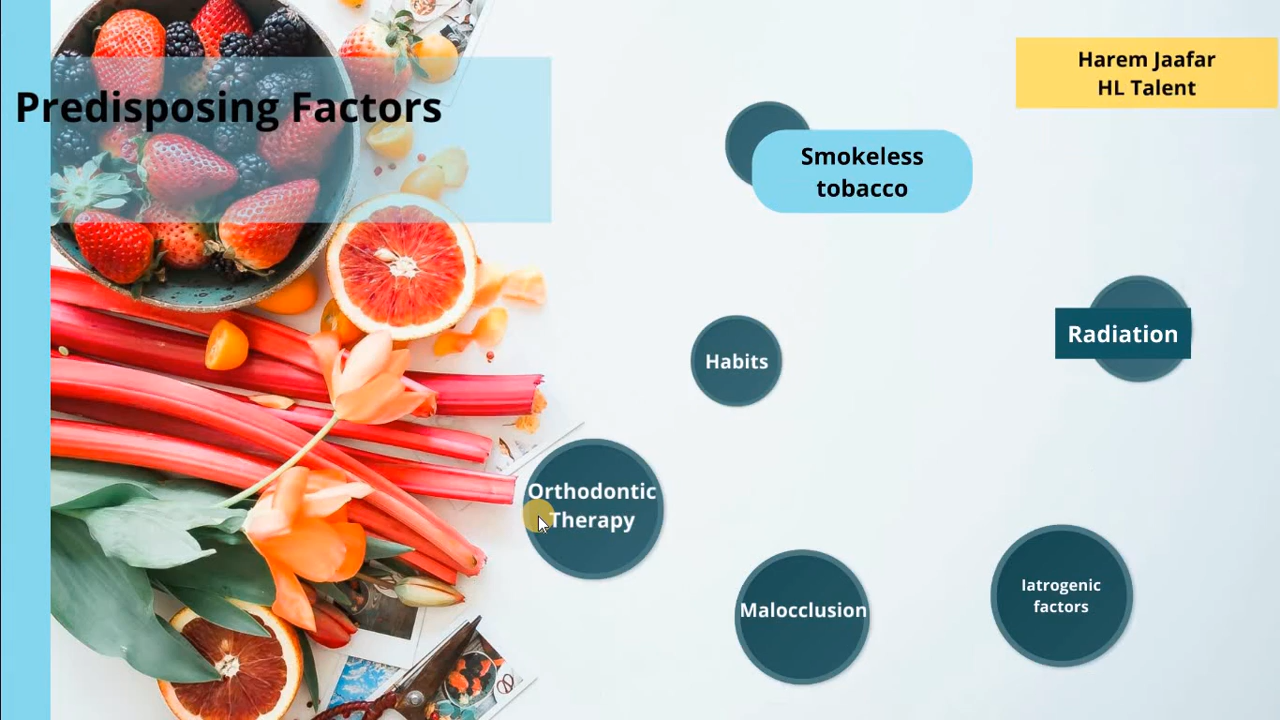 Predisposing Factors
Harem Jaafar
HL Talent
Smokeless
tobacco
Radiation
Habits
Orthodontic
Therapy
Malocclusion
Iatrogenic
factors